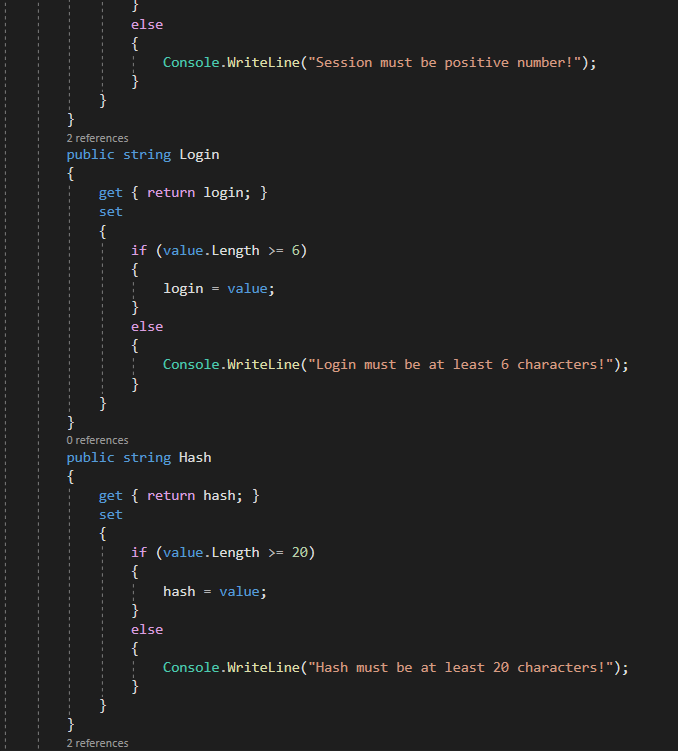 }
else
{
Console.WriteLine("Session must be positive number!");
}
}
}
2 references
public string Login
{
get { return login; }
set
{
if (value.Length >= 6)
{
login = value;
}
else
{
Console.WriteLine("Login must be at least 6 characters!");
}
}
}
0 references
public string Hash
{
get { return hash; }
set
{
if (value.Length >= 20)
{
hash = value;
}
else
{
Console.WriteLine("Hash must be at least 20 characters!");
}
}
}
2 references